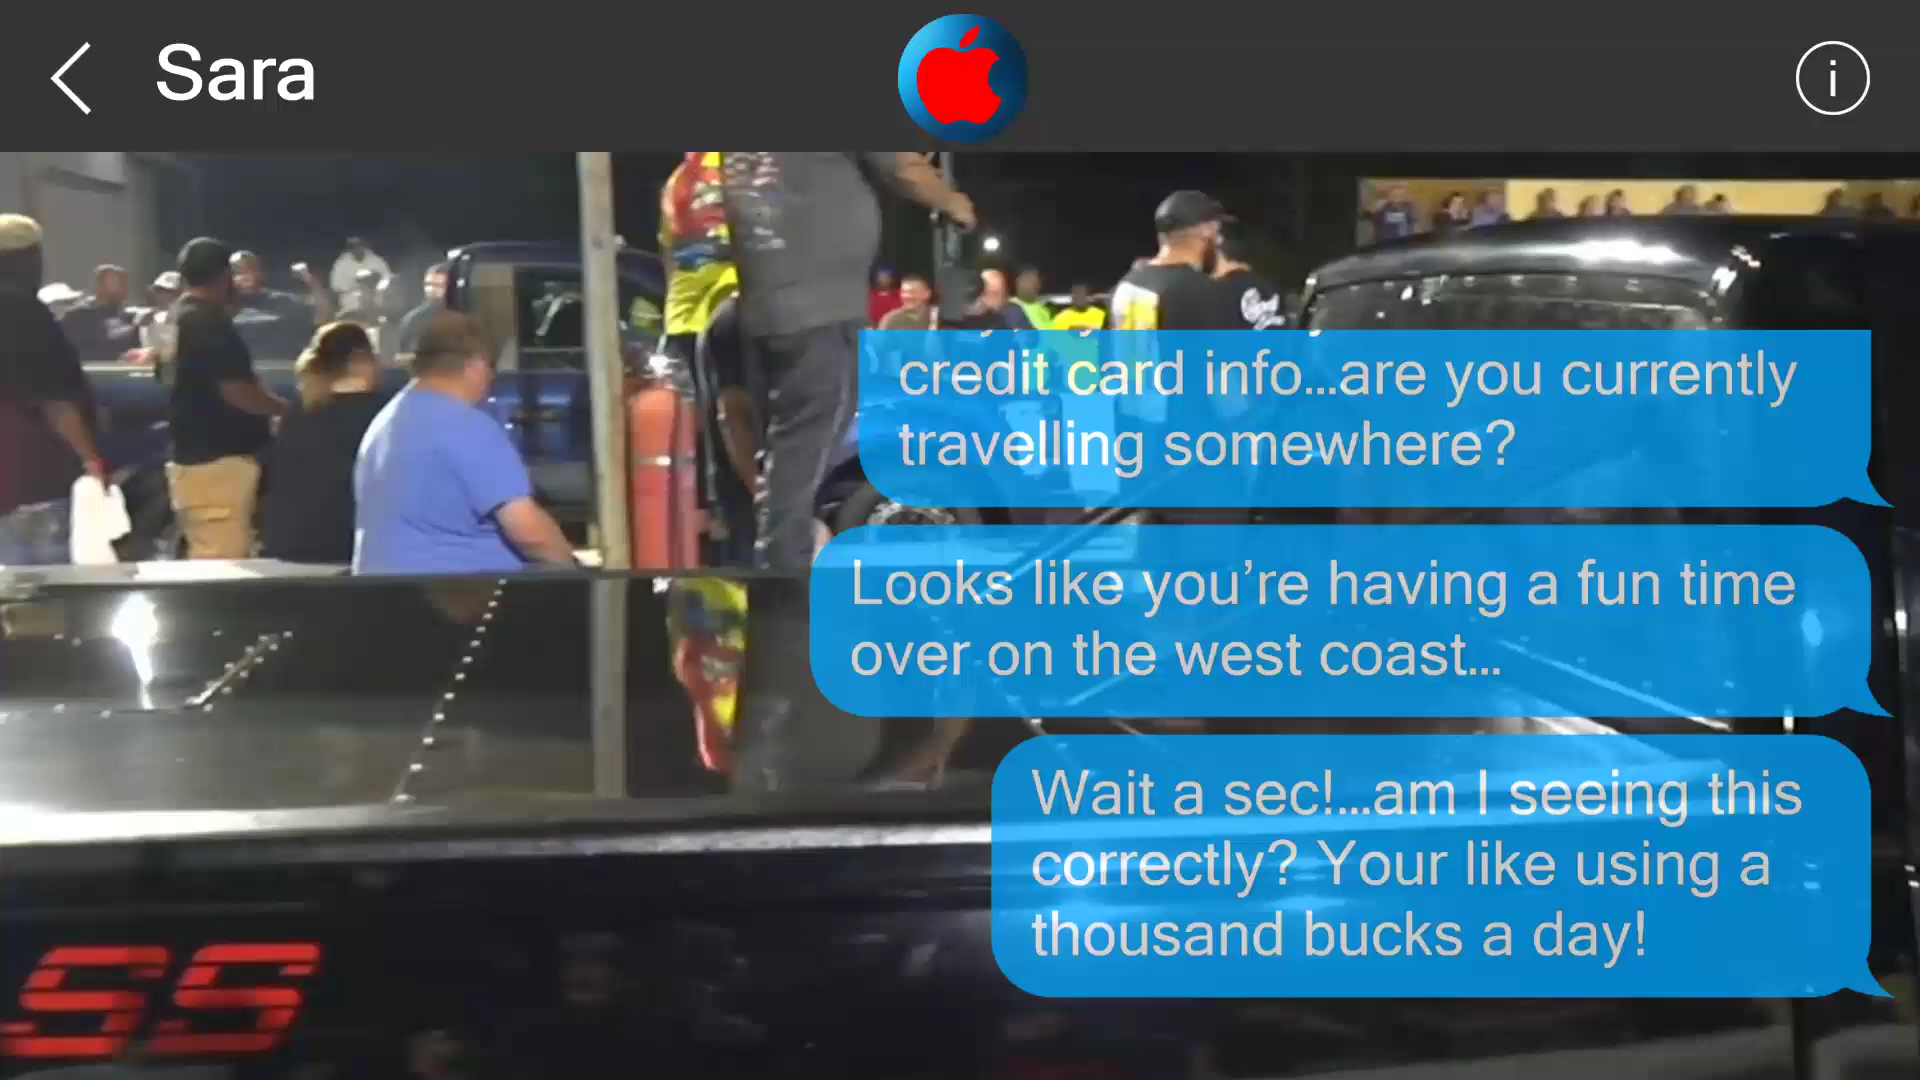 Sara
credit card info...are you currently
travelling somewhere?
Looks like you’re having a fun time
over on the west coast...
Wait a sec!...am I seeing this
correctly? Your like using a
thousand bucks a day!
SS